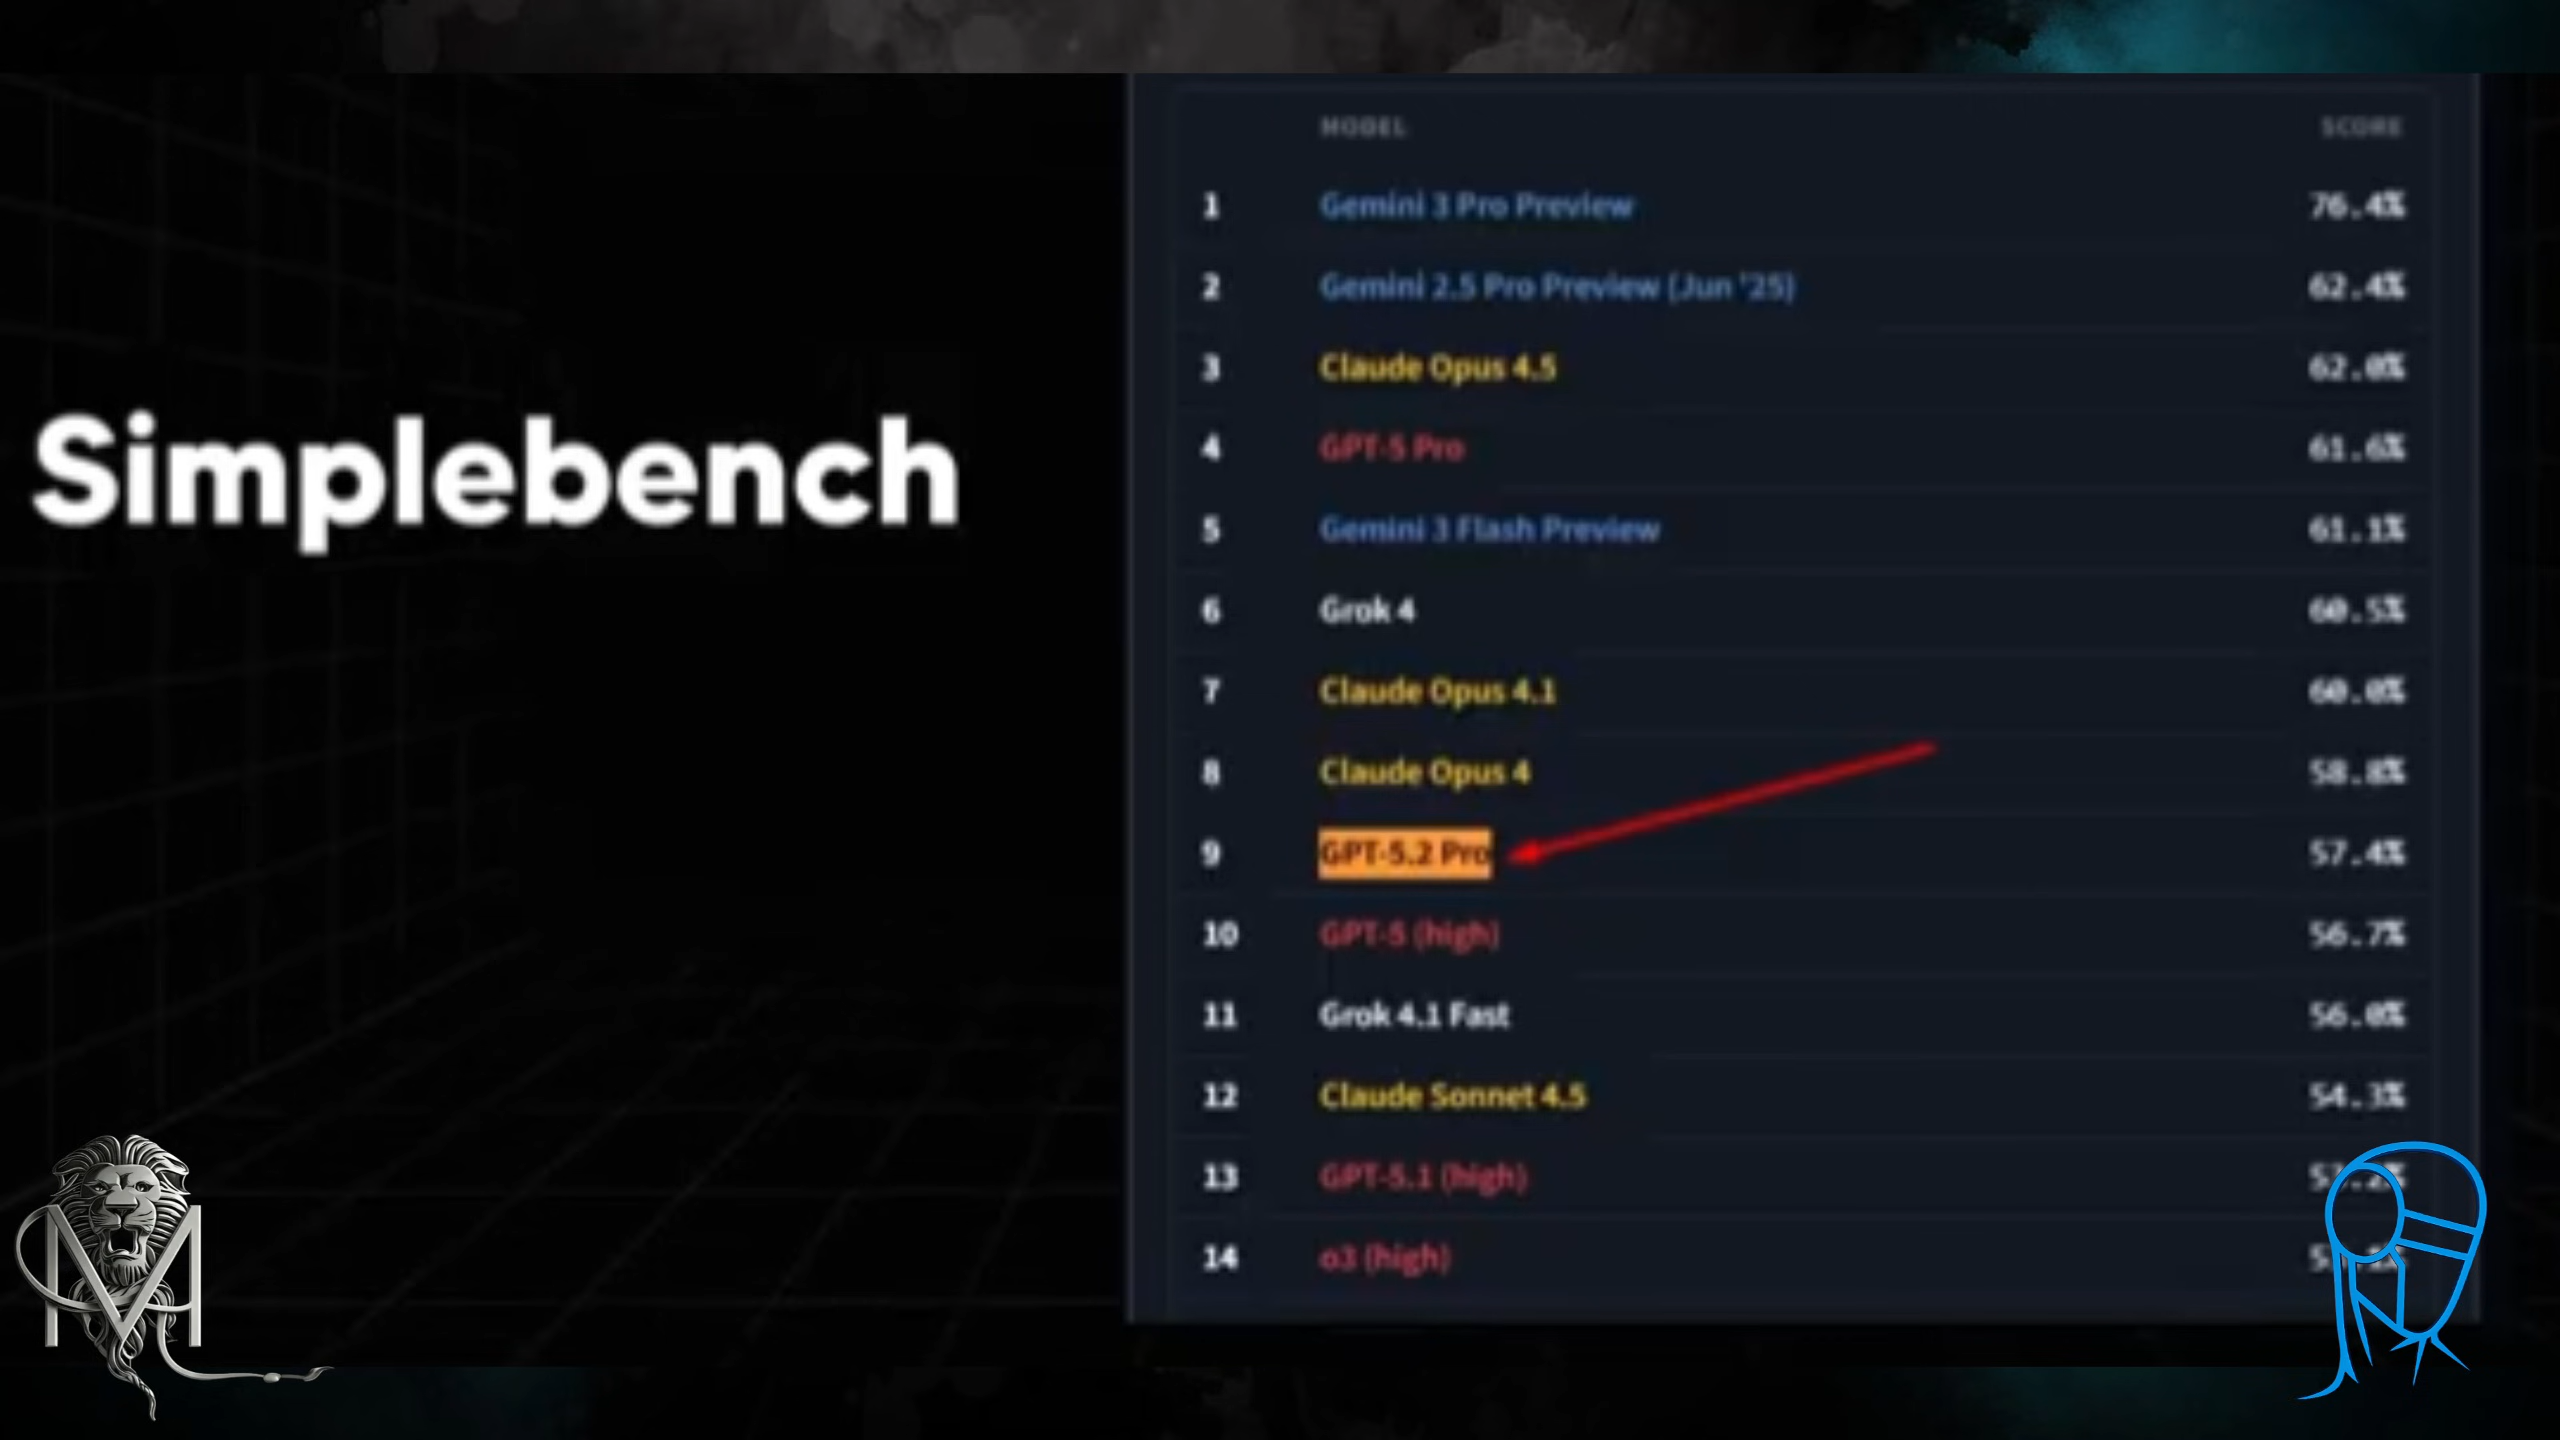 Simplebench
MODEL SCORE
1 Gemini 3 Pro Preview 76.4%
2 Gemini 2.5 Pro Preview (Jun '25) 62.4%
3 Claude Opus 4.5 62.0%
4 GPT-5 Pro 61.6%
5 Gemini 3 Flash Preview 61.1%
6 Grok 4 60.5%
7 Claude Opus 4.1 60.0%
8 Claude Opus 4 58.8%
9 GPT-5.2 Pro 57.4%
10 GPT-5 (high) 56.7%
11 Grok 4.1 Fast 56.0%
12 Claude Sonnet 4.5 54.3%
13 GPT-5.1 (high)
14 o3 (high)
M